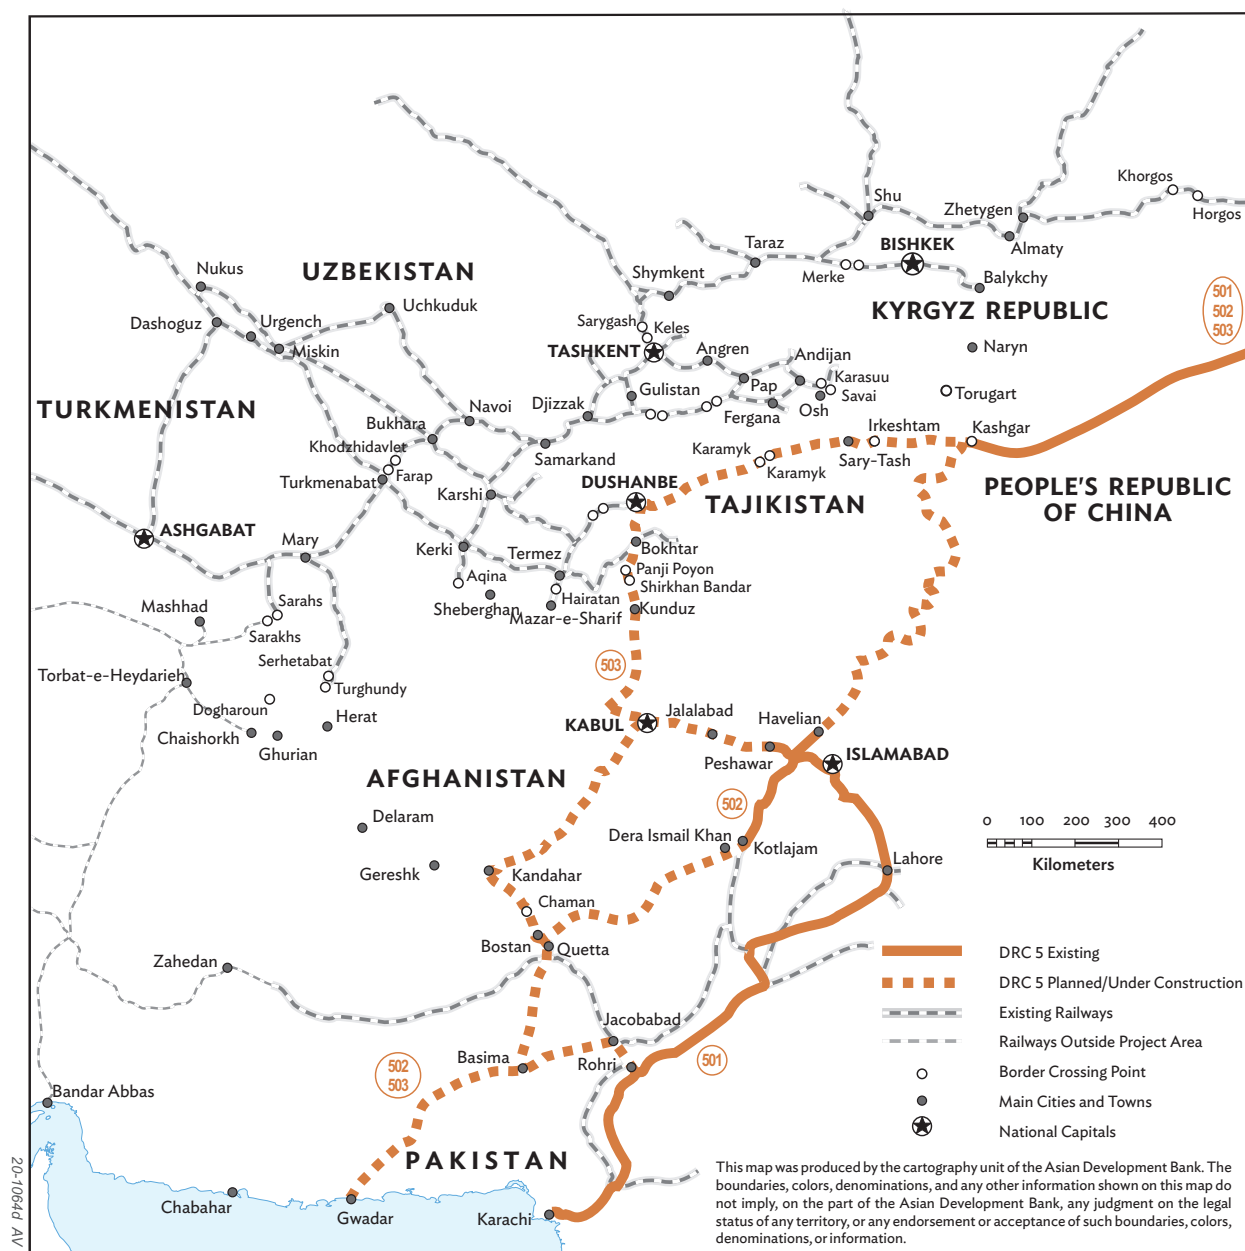 Khorgos
Shu
Zhetygen
Horgos
Almaty
BISHKEK
Taraz
Merke
Balykchy
Nukus
UZBEKISTAN
Shymkent
KYRGYZ REPUBLIC
501
502
503
Uchkuduk
Dashoguz
Urgench
Sarygash
Keles
Miskin
TASHKENT
Angren
Andijan
Naryn
Karasuu
Savai
Pap
Torugart
TURKMENISTAN
Gulistan
Navoi
Djizzak
Fergana
Osh
Bukhara
Irkeshtam
Kashgar
Khodzhidavlet
Samarkand
Karamyk
Karamyk
Sary-Tash
Farap
Turkmenabat
DUSHANBE
PEOPLE'S REPUBLIC
OF CHINA
Karshi
TAJIKISTAN
ASHGABAT
Mary
Kerki
Termez
Bokhtar
Aqina
Panji Poyon
Shirkhan Bandar
Hairatan
Sheberghan
Mazar-e-Sharif
Kunduz
Mashhad
Sarahs
Sarakhs
Serhetabat
Torbat-e-Heydarieh
Turghundy
503
Dogharoun
Herat
KABUL
Jalalabad
Havelian
Chaishorkh
Ghurian
Peshawar
ISLAMABAD
AFGHANISTAN
502
Delaram
Dera Ismail Khan
Kotlajam
0 100 200 300 400
Kilometers
Gereshk
Kandahar
Lahore
Chaman
Bostan
Quetta
Zahedan
DRC 5 Existing
DRC 5 Planned/Under Construction
Existing Railways
Railways Outside Project Area
Border Crossing Point
Main Cities and Towns
National Capitals
Jacobabad
Basima
Rohri
501
502
503
Bandar Abbas
PAKISTAN
Chabahar
Gwadar
Karachi
This map was produced by the cartography unit of the Asian Development Bank. The
boundaries, colors, denominations, and any other information shown on this map do
not imply, on the part of the Asian Development Bank, any judgment on the legal
status of any territory, or any endorsement or acceptance of such boundaries, colors,
denominations, or information.
20-1064d AV